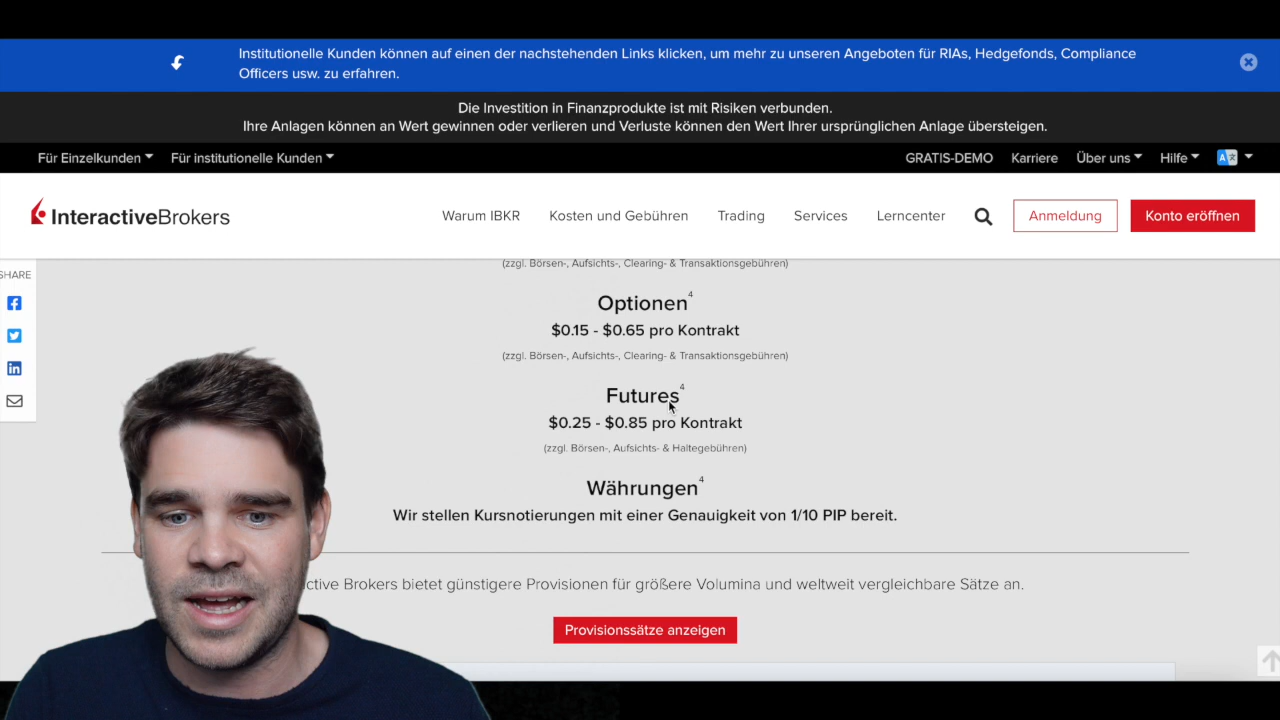 Institutionelle Kunden können auf einen der nachstehenden Links klicken, um mehr zu unseren Angeboten für RIAs, Hedgefonds, Compliance
Officers usw. zu erfahren.
Die Investition in Finanzprodukte ist mit Risiken verbunden.
Ihre Anlagen können an Wert gewinnen oder verlieren und Verluste können den Wert Ihrer ursprünglichen Anlage übersteigen.
Für Einzelkunden Für institutionelle Kunden GRATIS-DEMO Karriere Über uns Hilfe
InteractiveBrokers Warum IBKR Kosten und Gebühren Trading Services Lerncenter Anmeldung Konto eröffnen
SHARE
(zzgl. Börsen-, Aufsichts-, Clearing- & Transaktionsgebühren)
Optionen4
$0.15 - $0.65 pro Kontrakt
(zzgl. Börsen-, Aufsichts-, Clearing- & Transaktionsgebühren)
Futures4
$0.25 - $0.85 pro Kontrakt
(zzgl. Börsen-, Aufsichts- & Haltegebühren)
Währungen4
Wir stellen Kursnotierungen mit einer Genauigkeit von 1/10 PIP bereit.
Brokers bietet günstigere Provisionen für größere Volumina und weltweit vergleichbare Sätze an.
Provisionssätze anzeigen